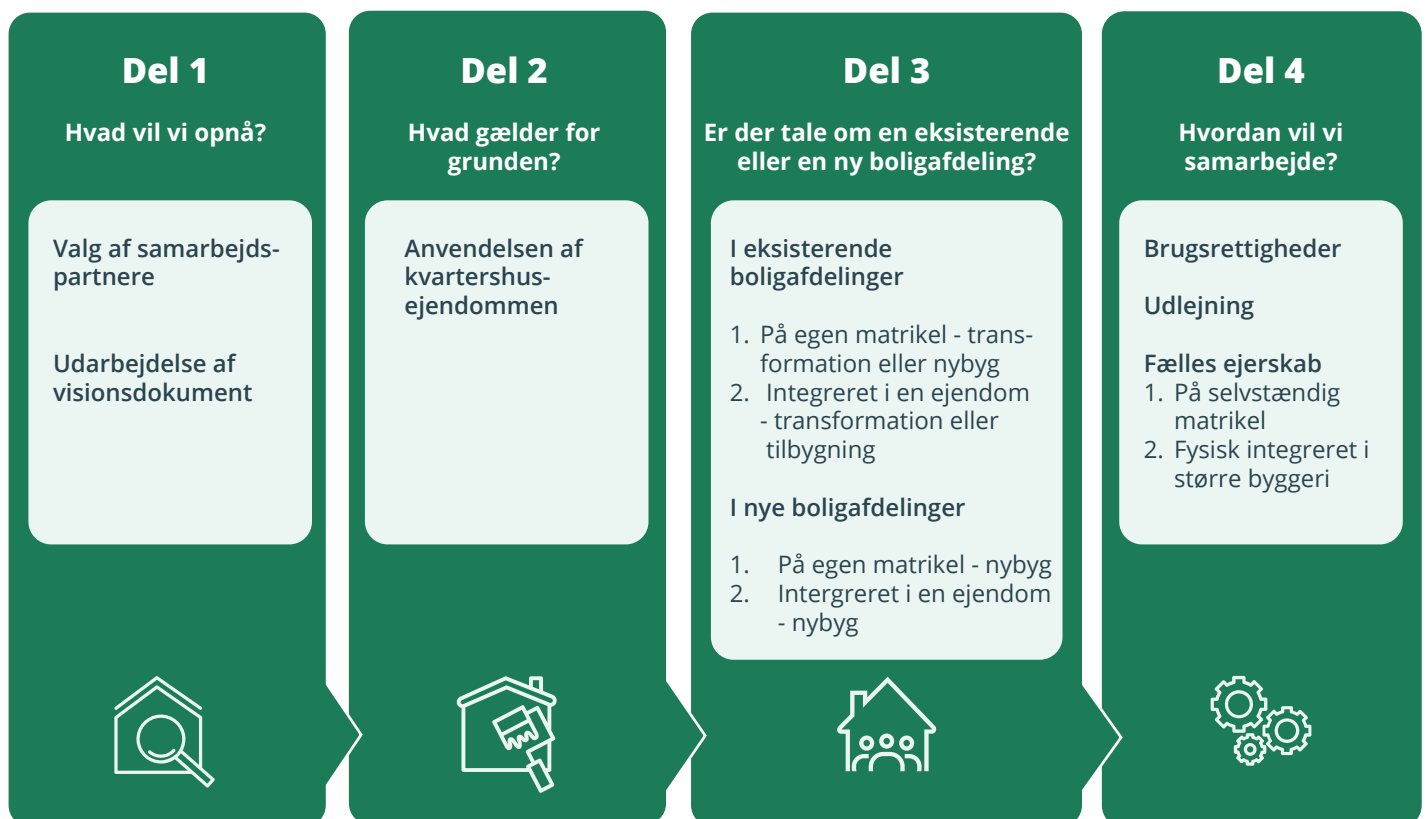 Del 1
Hvad vil vi opnå?
Valg af samarbejds-
partnere
Udarbejdelse af
visionsdokument
Del 2
Hvad gælder for
grunden?
Anvendelsen af
kvartershus-
ejendommen
Del 3
Er der tale om en eksisterende
eller en ny boligafdeling?
I eksisterende
boligafdelinger
1. På egen matrikel - trans-
formation eller nybyg
2. Integreret i en ejendom
- transformation eller
tilbygning
I nye boligafdelinger
1. På egen matrikel - nybyg
2. Intergreret i en ejendom
- nybyg
Del 4
Hvordan vil vi
samarbejde?
Brugsrettigheder
Udlejning
Fælles ejerskab
1. På selvstændig
matrikel
2. Fysisk integreret i
større byggeri